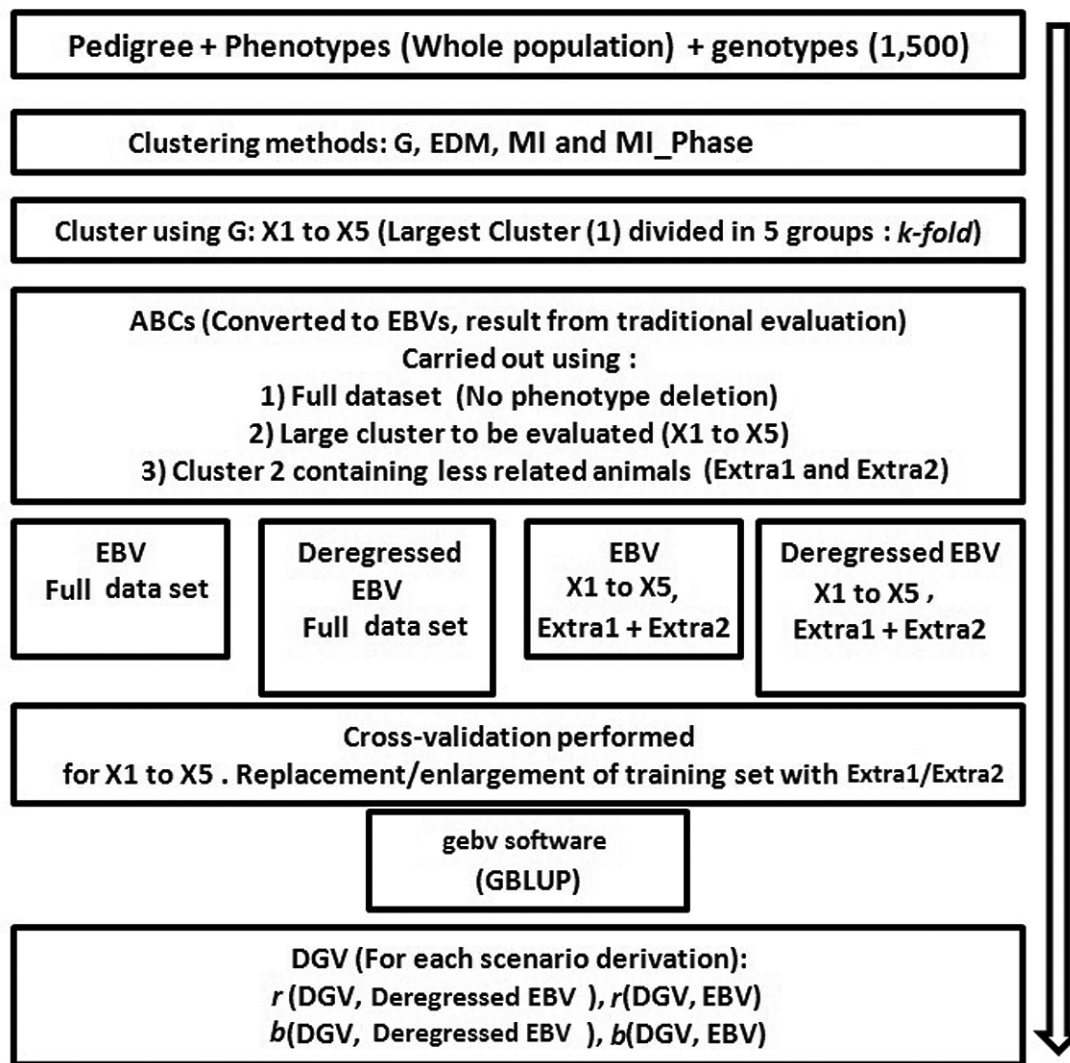 Pedigree + Phenotypes (Whole population) + genotypes (1,500)
Clustering methods: G, EDM, MI and MI_Phase
Cluster using G: X1 to X5 (Largest Cluster (1) divided in 5 groups : k-fold)
ABCs (Converted to EBVs, result from traditional evaluation)
Carried out using :
1) Full dataset (No phenotype deletion)
2) Large cluster to be evaluated (X1 to X5)
3) Cluster 2 containing less related animals (Extra1 and Extra2)
EBV
Full data set
Deregressed
EBV
Full data set
EBV
X1 to X5,
Extra1 + Extra2
Deregressed EBV
X1 to X5 ,
Extra1 + Extra2
Cross-validation performed
for X1 to X5 . Replacement/enlargement of training set with Extra1/Extra2
gebv software
(GBLUP)
DGV (For each scenario derivation):
r (DGV, Deregressed EBV ), r(DGV, EBV)
b(DGV, Deregressed EBV ), b(DGV, EBV)